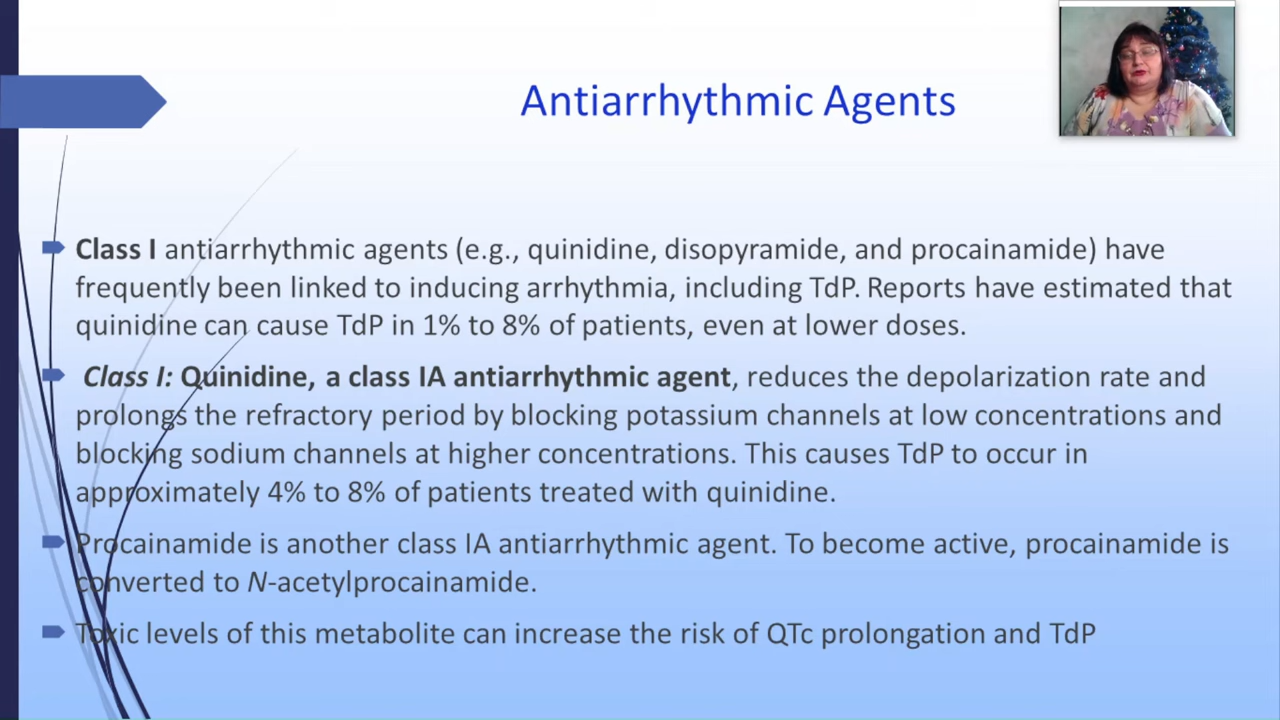 Antiarrhythmic Agents
Class I antiarrhythmic agents (e.g., quinidine, disopyramide, and procainamide) have
frequently been linked to inducing arrhythmia, including TdP. Reports have estimated that
quinidine can cause TdP in 1% to 8% of patients, even at lower doses.
Class I: Quinidine, a class IA antiarrhythmic agent, reduces the depolarization rate and
prolongs the refractory period by blocking potassium channels at low concentrations and
blocking sodium channels at higher concentrations. This causes TdP to occur in
approximately 4% to 8% of patients treated with quinidine.
Procainamide is another class IA antiarrhythmic agent. To become active, procainamide is
converted to N-acetylprocainamide.
Toxic levels of this metabolite can increase the risk of QTc prolongation and TdP